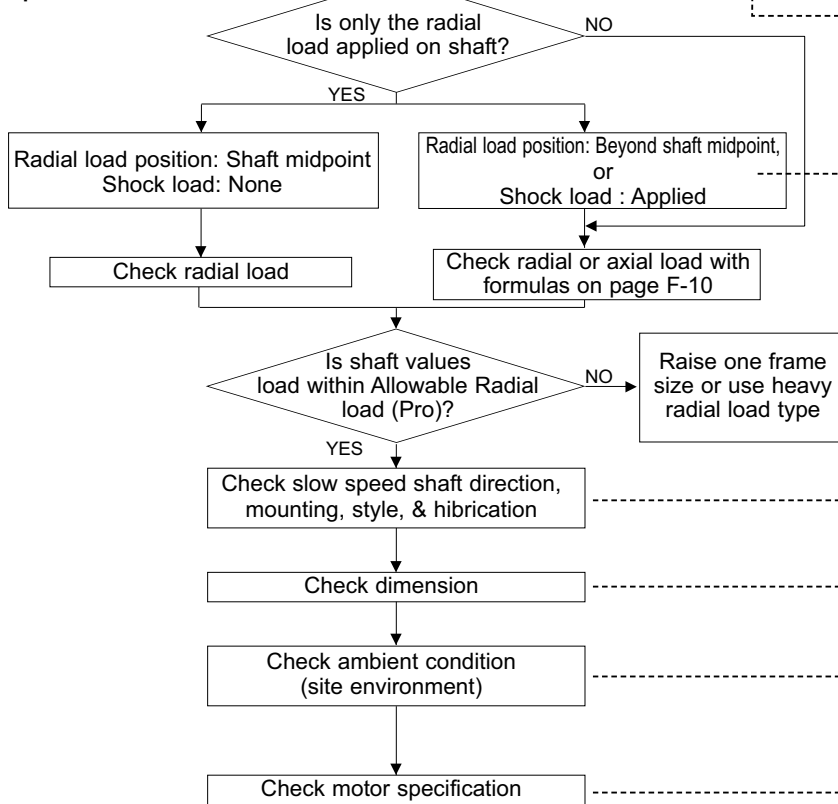 Is only the radial
load applied on shaft?
NO
YES
Radial load position: Shaft midpoint
Shock load: None
Radial load position: Beyond shaft midpoint,
or
Shock load : Applied
Check radial load
Check radial or axial load with
formulas on page F-10
Is shaft values
load within Allowable Radial
load (Pro)?
NO
Raise one frame
size or use heavy
radial load type
YES
Check slow speed shaft direction,
mounting, style, & hibrication
Check dimension
Check ambient condition
(site environment)
Check motor specification